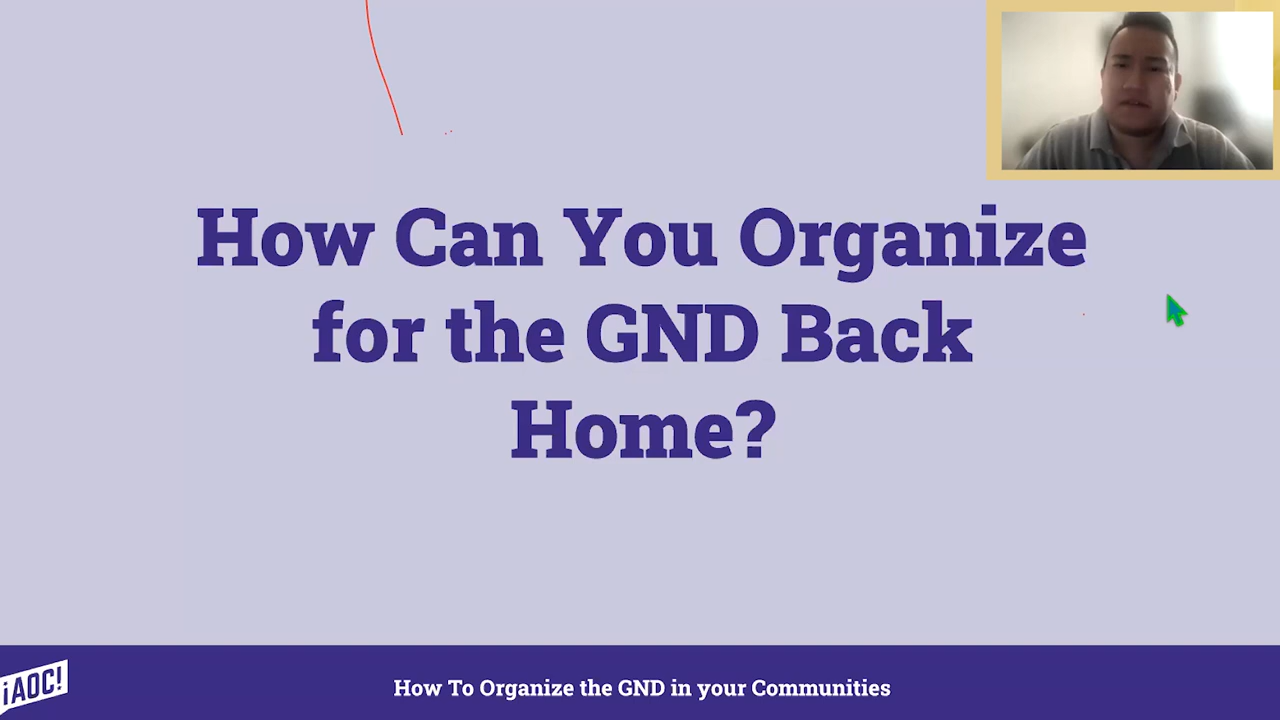 How Can You Organize
for the GND Back
Home?
¡AOC!
How To Organize the GND in your Communities